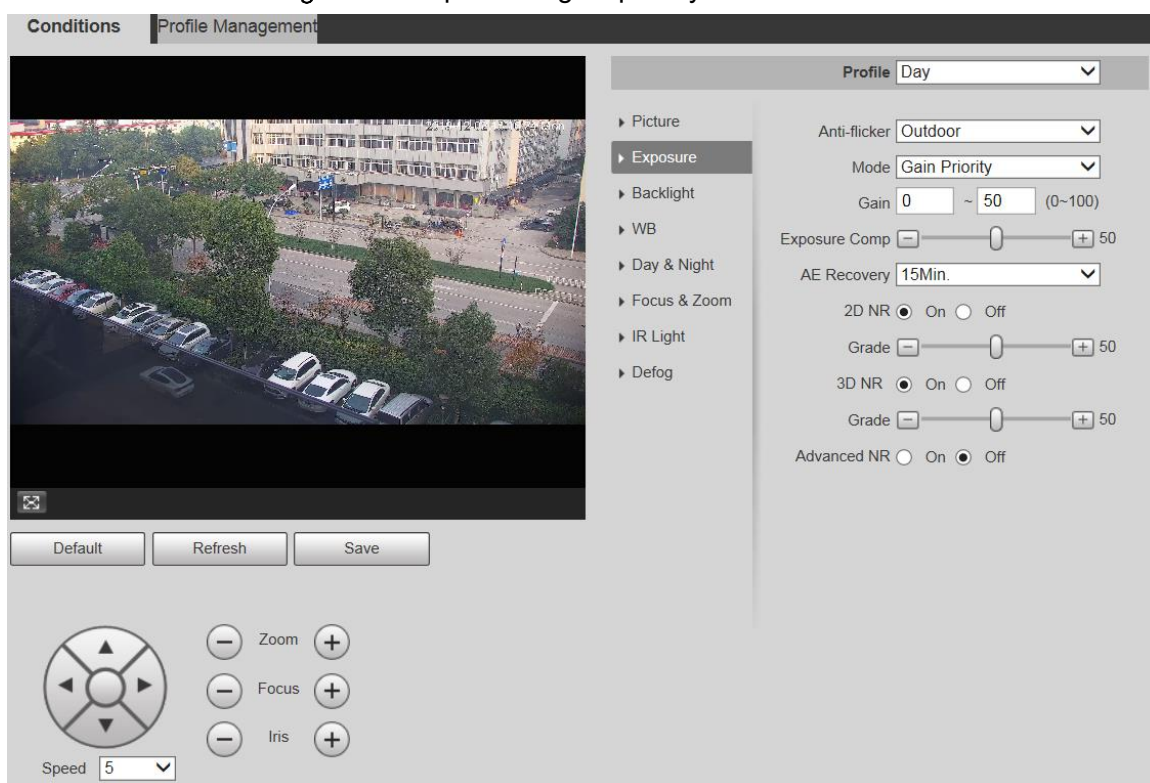 Conditions Profile Management
Profile Day
Picture
Exposure
Backlight
WB
Day & Night
Focus & Zoom
IR Light
Defog
Anti-flicker Outdoor
Mode Gain Priority
Gain 0 ~ 50 (0~100)
Exposure Comp 50
AE Recovery 15Min.
2D NR On Off
Grade 50
3D NR On Off
Grade 50
Advanced NR On Off
Default Refresh Save
Zoom
Focus
Iris
Speed 5